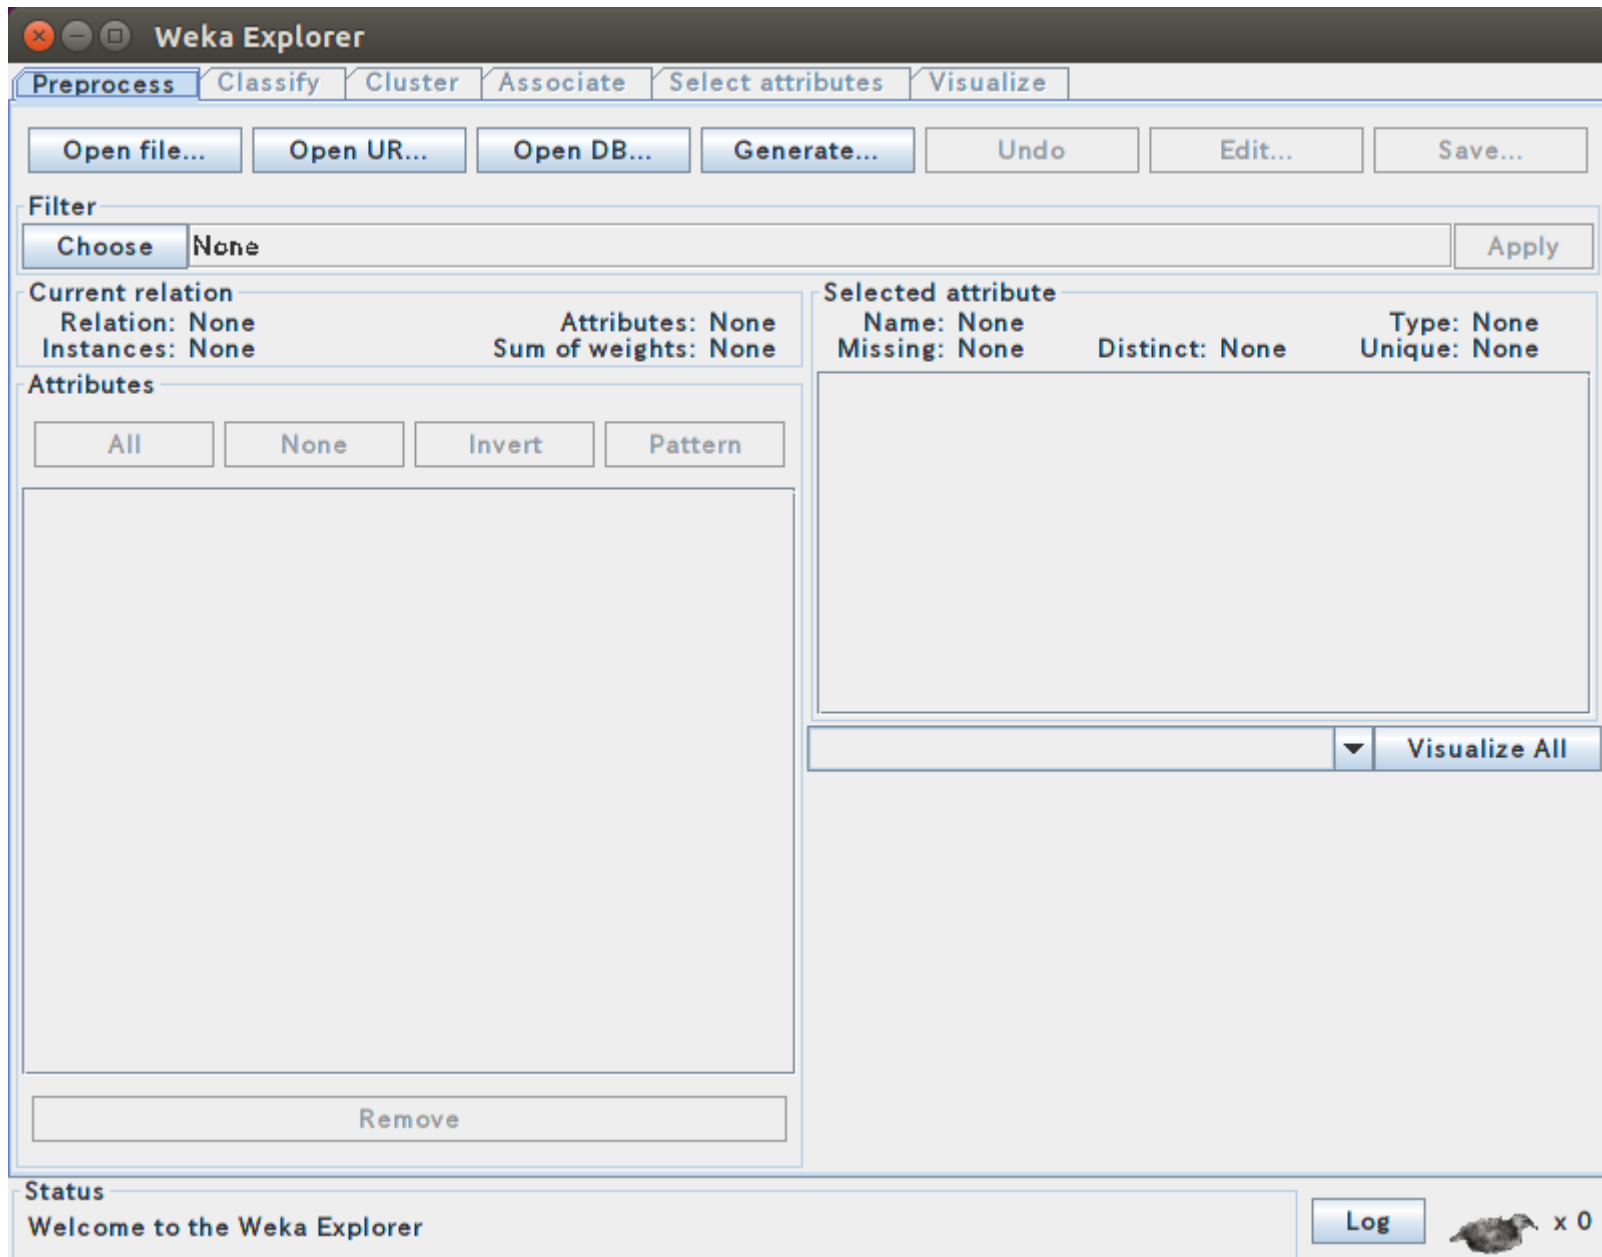 Weka Explorer
Preprocess Classify Cluster Associate Select attributes Visualize
Open file... Open UR... Open DB... Generate... Undo Edit... Save...
Filter
Choose None Apply
Current relation
Relation: None Attributes: None
Instances: None Sum of weights: None
Selected attribute
Name: None Type: None
Missing: None Distinct: None Unique: None
Attributes
All None Invert Pattern
Visualize All
Remove
Status
Welcome to the Weka Explorer
Log x 0